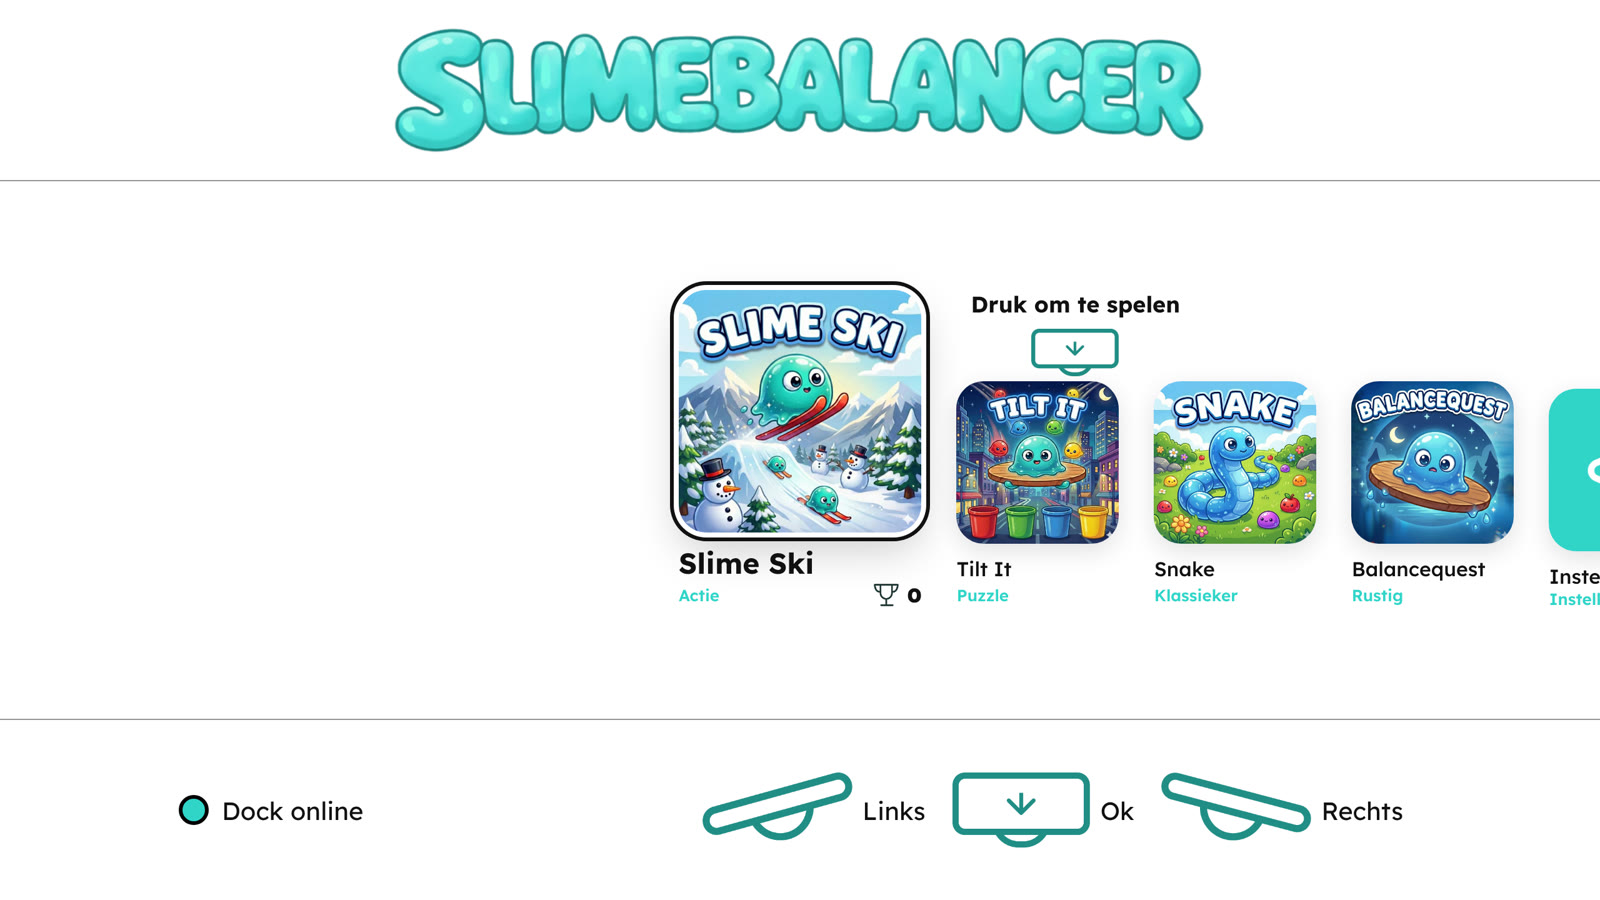 SLIMEBALANCER
SLIME SKI
Druk om te spelen
TILT IT
SNAKE
BALANCEQUEST
Slime Ski
Actie
0
Tilt It
Puzzle
Snake
Klassieker
Balancequest
Rustig
Dock online
Links
Ok
Rechts